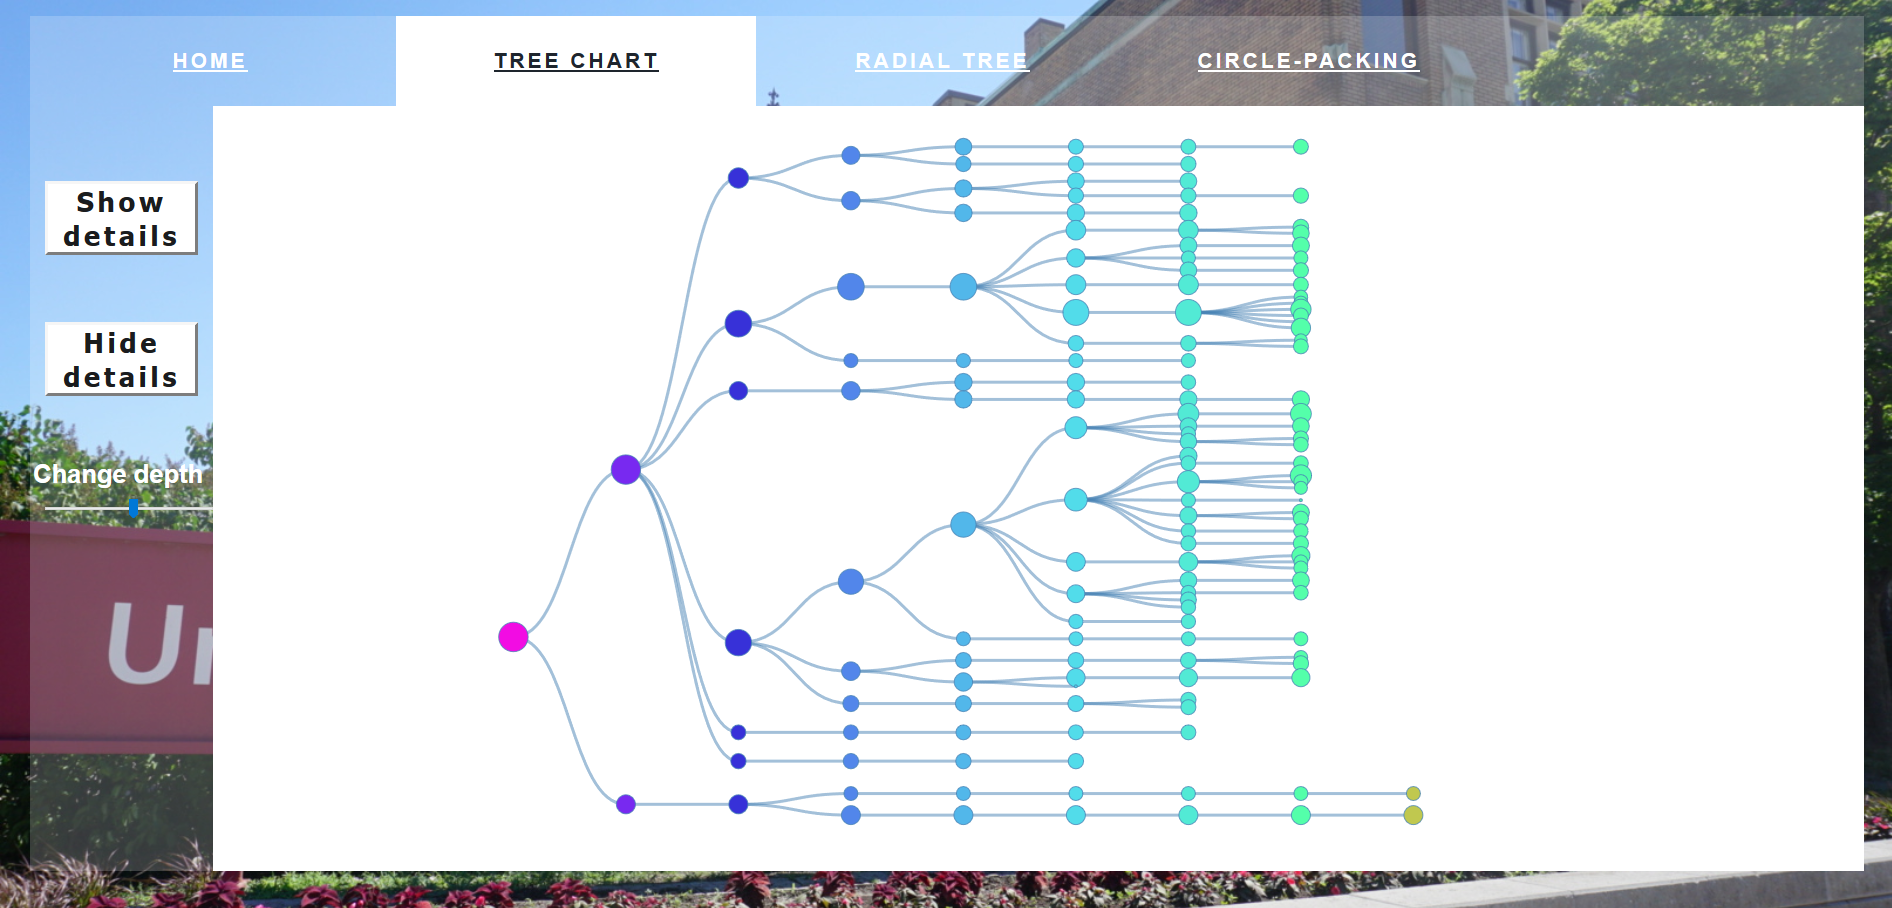 HOME
TREE CHART
RADIAL TREE
CIRCLE-PACKING
Show
details
Hide
details
Change depth